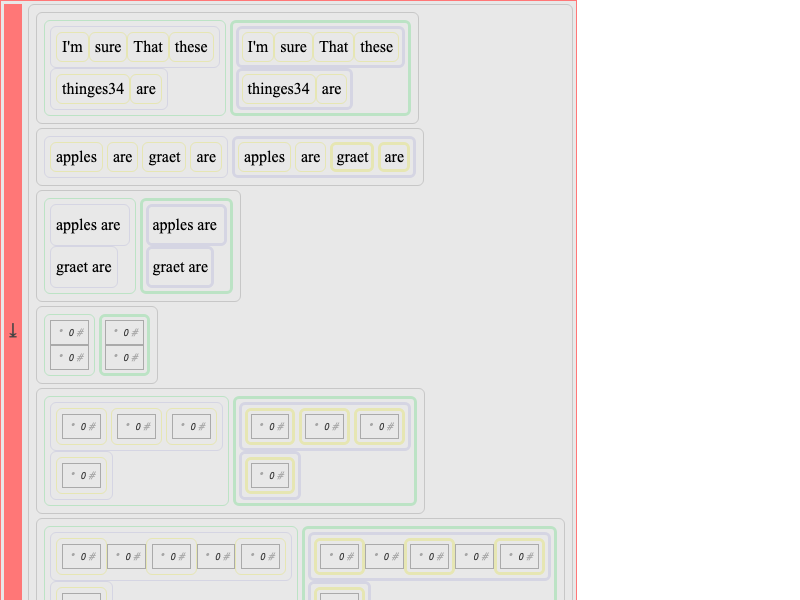 I'm sure That these I'm sure That these
thinges34 are thinges34 are
apples are graet are apples are graet are
apples are apples are
graet are graet are
* 0 # * 0 #
* 0 # * 0 #
* 0 # * 0 # * 0 # * 0 # * 0 # * 0 #
* 0 # * 0 #
* 0 # * 0 # * 0 # * 0 # * 0 # * 0 # * 0 # * 0 # * 0 # * 0 #